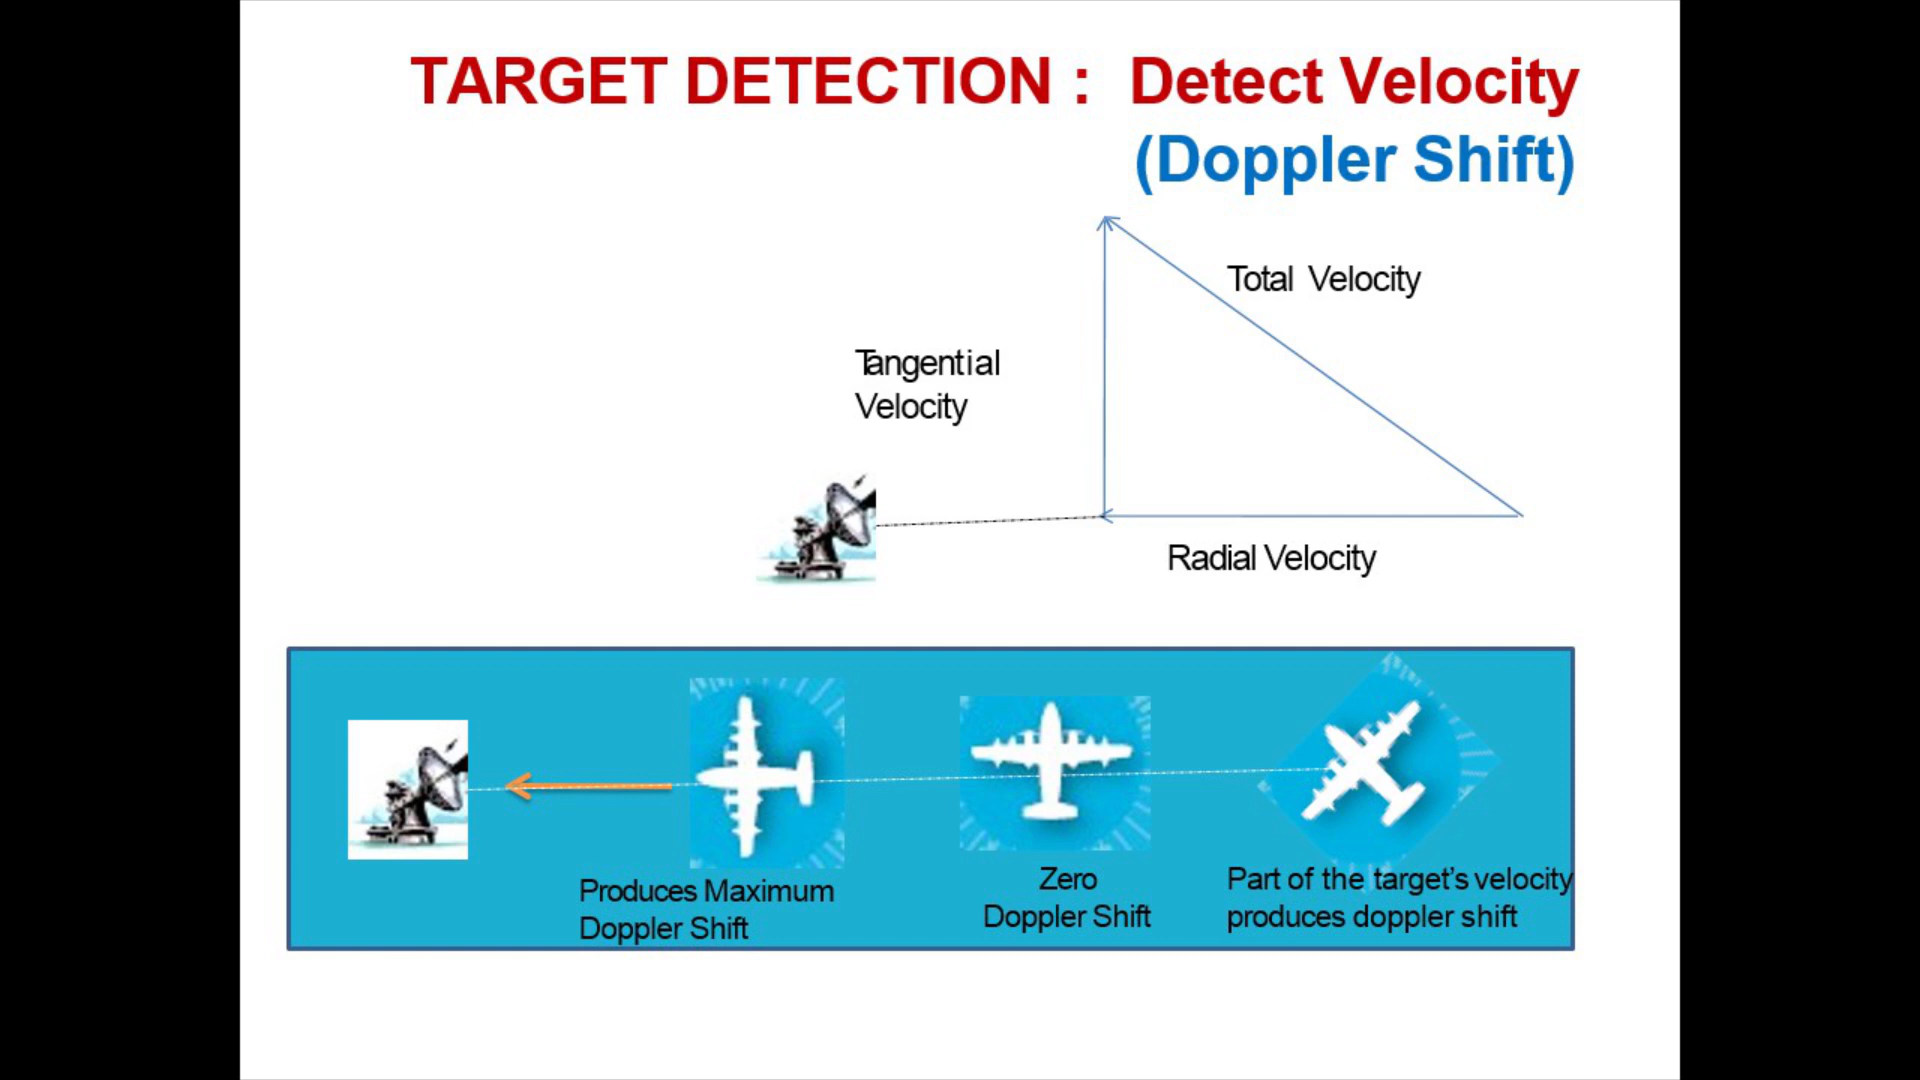 TARGET DETECTION : Detect Velocity
(Doppler Shift)
Total Velocity
Tangential
Velocity
Radial Velocity
Produces Maximum
Doppler Shift
Zero
Doppler Shift
Part of the target's velocity
produces doppler shift